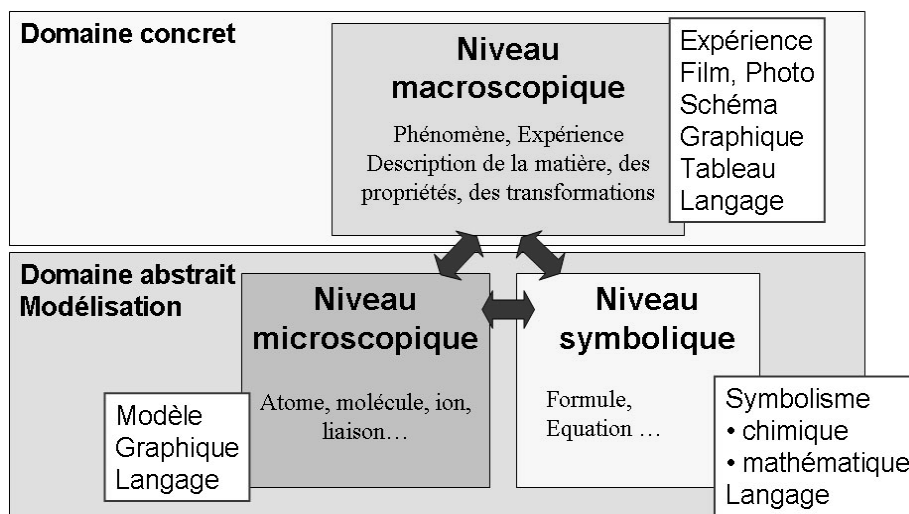 Domaine concret
Niveau
macroscopique
Phénomène, Expérience
Description de la matière, des
propriétés, des transformations
Expérience
Film, Photo
Schéma
Graphique
Tableau
Langage
Domaine abstrait
Modélisation
Niveau
microscopique
Atome, molécule, ion,
liaison…
Modèle
Graphique
Langage
Niveau
symbolique
Formule,
Equation …
Symbolisme
• chimique
• mathématique
Langage